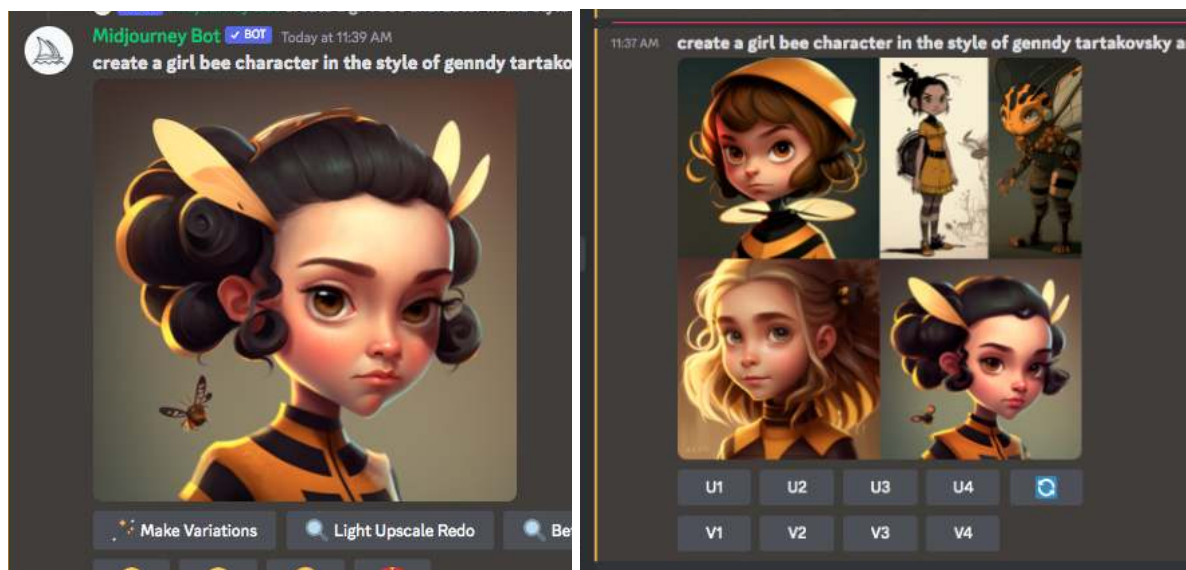 Midjourney Bot ✓ BOT Today at 11:39 AM
create a girl bee character in the style of genndy tartako
Make Variations
Light Upscale Redo
Be
11:37 AM create a girl bee character in the style of genndy tartakovsky a
U1 U2 U3 U4
V1 V2 V3 V4